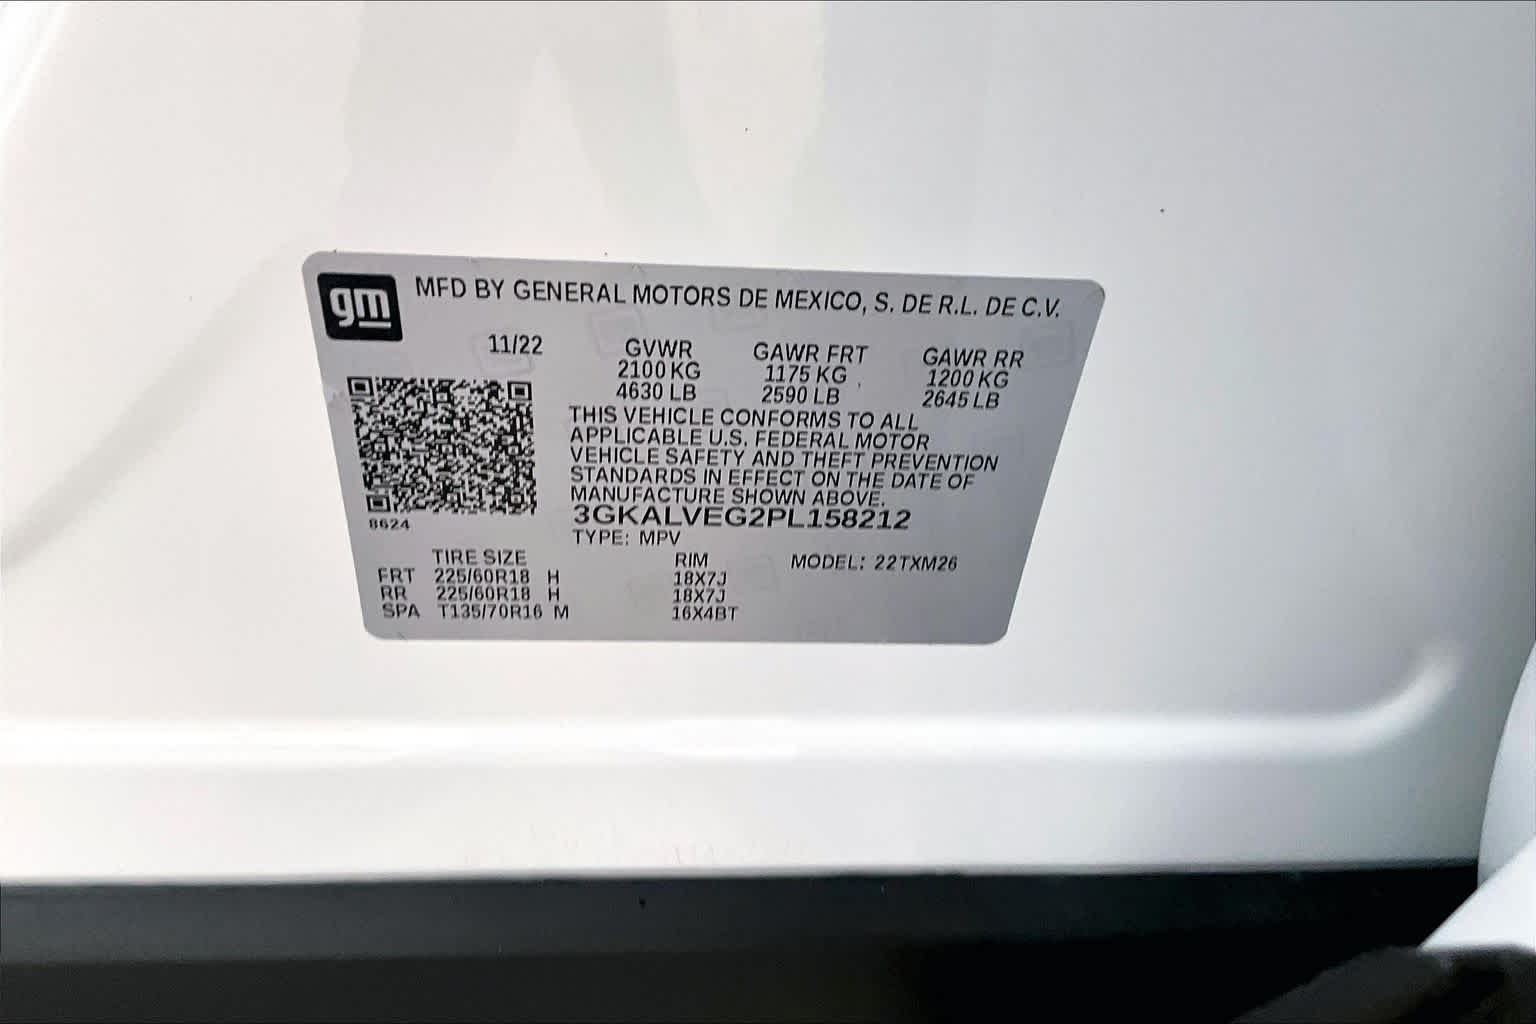 gm
MFD BY GENERAL MOTORS DE MEXICO, S. DE R.L. DE C.V.
11/22 GVWR GAWR FRT GAWR RR
2100 KG 1175 KG 1200 KG
4630 LB 2590 LB 2645 LB
THIS VEHICLE CONFORMS TO ALL
APPLICABLE U.S. FEDERAL MOTOR
VEHICLE SAFETY AND THEFT PREVENTION
STANDARDS IN EFFECT ON THE DATE OF
MANUFACTURE SHOWN ABOVE.
3GKALVEG2PL158212
8624
TYPE: MPV
TIRE SIZE RIM MODEL: 22TXM26
FRT 225/60R18 H 18X7J
RR 225/60R18 H 18X7J
SPA T135/70R16 M 16X4BT